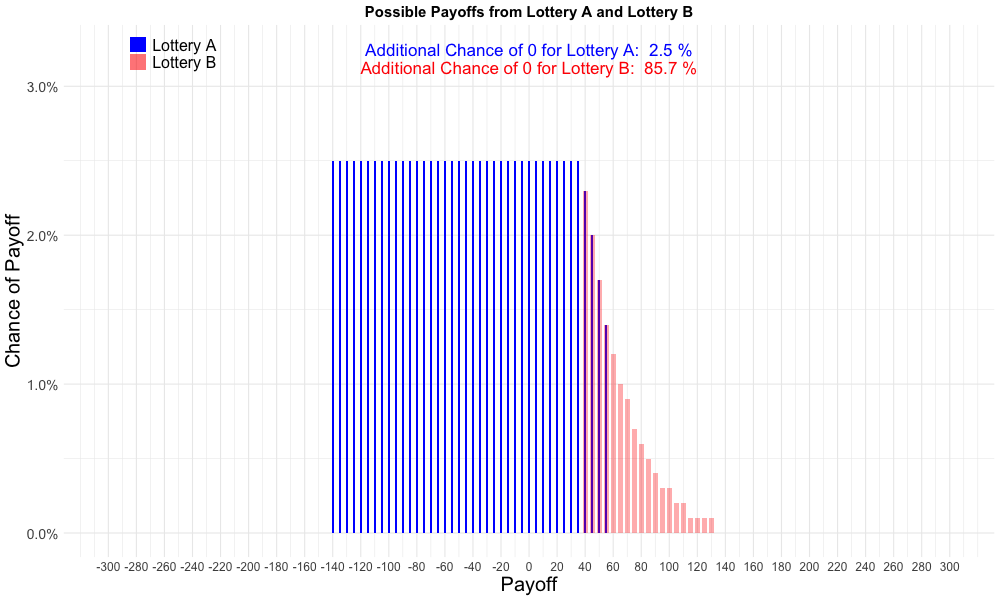 Possible Payoffs from Lottery A and Lottery B
Lottery A
Lottery B
Additional Chance of 0 for Lottery A:  2.5 %
Additional Chance of 0 for Lottery B:  85.7 %
Chance of Payoff
3.0%
2.0%
1.0%
0.0%
-300 -280 -260 -240 -220 -200 -180 -160 -140 -120 -100 -80 -60 -40 -20 0 20 40 60 80 100 120 140 160 180 200 220 240 260 280 300
Payoff